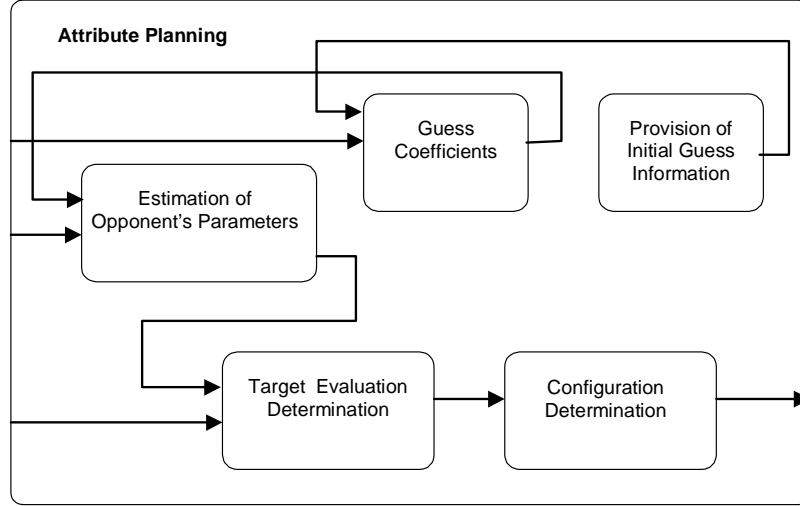 Attribute Planning
Guess
Coefficients
Provision of
Initial Guess
Information
Estimation of
Opponent's Parameters
Target Evaluation
Determination
Configuration
Determination